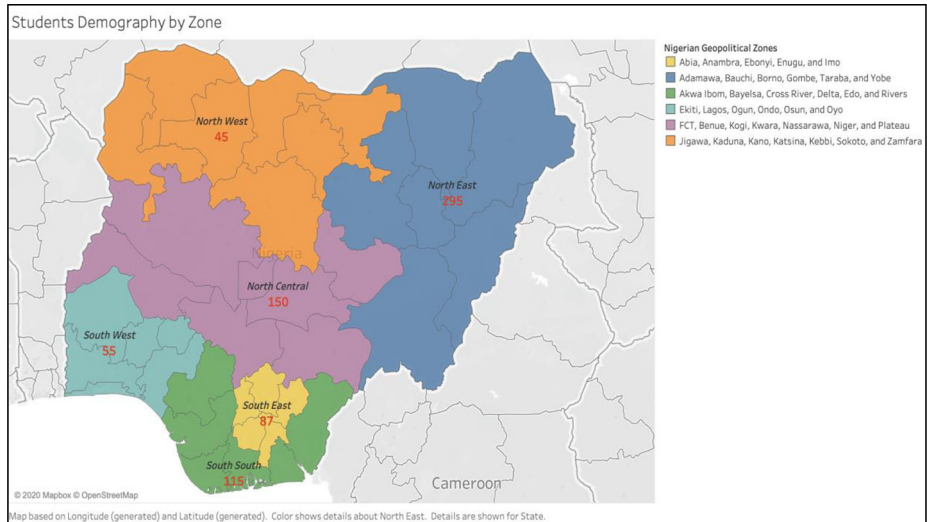 Students Demography by Zone
Nigerian Geopolitical Zones
Abia, Anambra, Ebonyi, Enugu, and Imo
Adamawa, Bauchi, Borno, Gombe, Taraba, and Yobe
Akwa Ibom, Bayelsa, Cross River, Delta, Edo, and Rivers
Ekiti, Lagos, Ogun, Ondo, Osun, and Oyo
FCT, Benue, Kogi, Kwara, Nassarawa, Niger, and Plateau
Jigawa, Kaduna, Kano, Katsina, Kebbi, Sokoto, and Zamfara
North West
45
North East
295
Nigeria
North Central
150
South West
55
South East
87
South South
115
Cameroon
© 2020 Mapbox © OpenStreetMap
Map based on Longitude (generated) and Latitude (generated). Color shows details about North East. Details are shown for State.